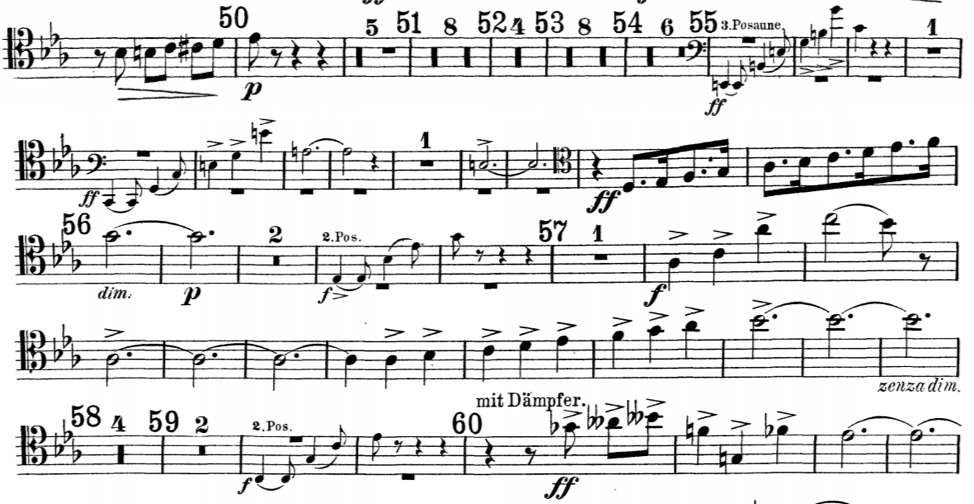 50 5 51 8 52 4 53 8 54 6 55 3.Posaune. 1
p ff
1
ff ff
56 2 2.Pos. 57 1
dim. p f f
zenza dim.
mit Dämpfer.
58 4 59 2 2.Pos. 60
f ff